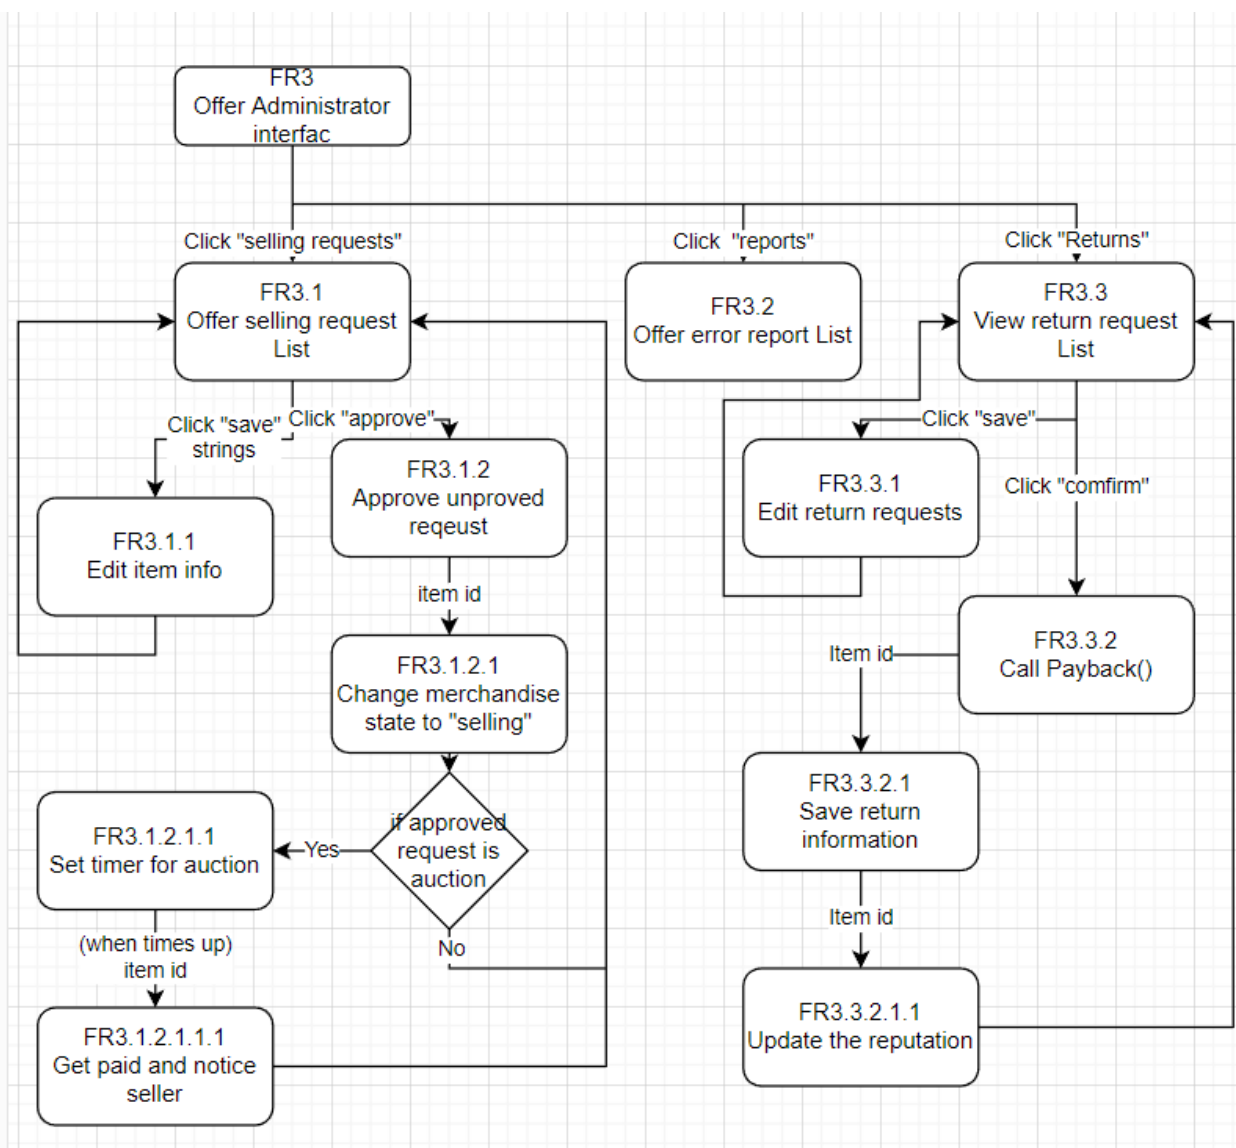 FR3
Offer Administrator
interfac
Click "selling requests"
Click "reports"
Click "Returns"
FR3.1
Offer selling request
List
FR3.2
Offer error report List
FR3.3
View return request
List
Click "save"
strings
Click "approve"
Click "save"
FR3.1.2
Approve unproved
reqeust
FR3.3.1
Edit return requests
Click "comfirm"
FR3.1.1
Edit item info
item id
FR3.1.2.1
Change merchandise
state to "selling"
Item id
FR3.3.2
Call Payback()
FR3.3.2.1
Save return
information
if approved
request is
auction
Yes
FR3.1.2.1.1
Set timer for auction
No
Item id
(when times up)
item id
FR3.1.2.1.1.1
Get paid and notice
seller
FR3.3.2.1.1
Update the reputation